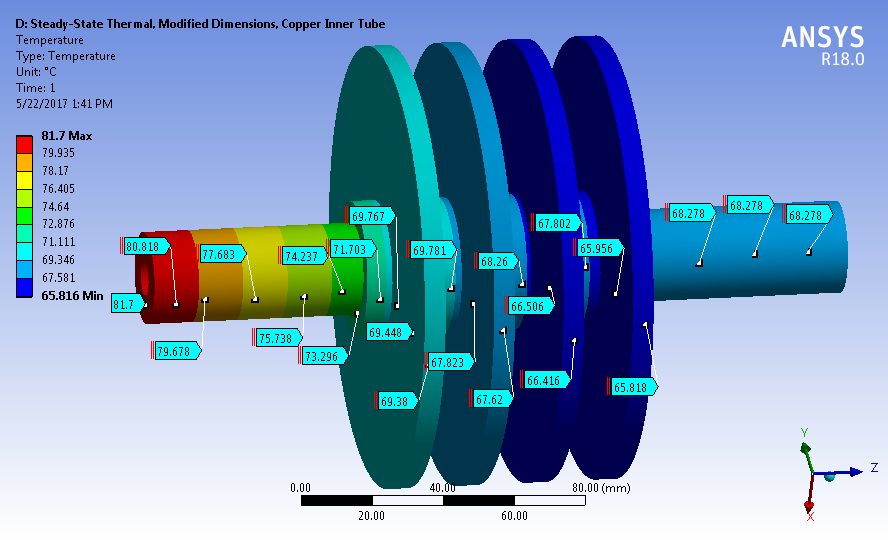 D: Steady-State Thermal, Modified Dimensions, Copper Inner Tube
Temperature
Type: Temperature
Unit: °C
Time: 1
5/22/2017 1:41 PM
ANSYS
R18.0
81.7 Max
79.935
78.17
76.405
74.64
72.876
71.111
69.346
67.581
65.816 Min
69.767
68.278
68.278
68.278
67.802
80.818
77.683
74.237
71.703
69.781
65.956
68.26
81.7
66.506
69.448
75.738
79.678
73.296
67.823
66.416
65.818
69.38
67.62
0.00
40.00
80.00 (mm)
20.00
60.00
Y
Z
X